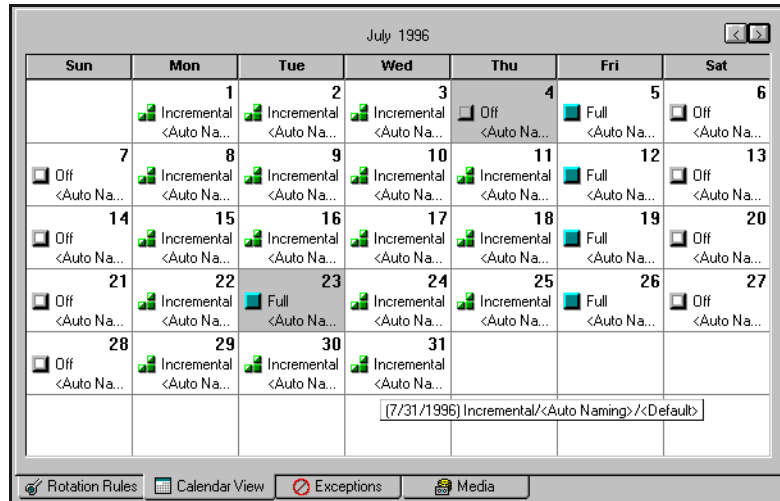 July 1996
< >
Sun Mon Tue Wed Thu Fri Sat
1 2 3 4 5 6
Incremental Incremental Incremental Off Full Off
<Auto Na... <Auto Na... <Auto Na... <Auto Na... <Auto Na... <Auto Na...
7 8 9 10 11 12 13
Off Incremental Incremental Incremental Incremental Full Off
<Auto Na... <Auto Na... <Auto Na... <Auto Na... <Auto Na... <Auto Na... <Auto Na...
14 15 16 17 18 19 20
Off Incremental Incremental Incremental Incremental Full Off
<Auto Na... <Auto Na... <Auto Na... <Auto Na... <Auto Na... <Auto Na... <Auto Na...
21 22 23 24 25 26 27
Off Incremental Full Incremental Incremental Full Off
<Auto Na... <Auto Na... <Auto Na... <Auto Na... <Auto Na... <Auto Na... <Auto Na...
28 29 30 31
Off Incremental Incremental Incremental
<Auto Na... <Auto Na... <Auto Na... <Auto Na...
(7/31/1996) Incremental/<Auto Naming>/<Default>
Rotation Rules Calendar View Exceptions Media